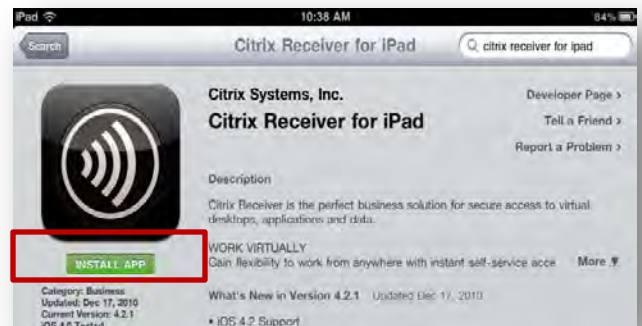 iPad 10:38 AM 84%
Search Citrix Receiver for iPad citrix receiver for ipad
Citrix Systems, Inc. Developer Page >
Citrix Receiver for iPad Tell a Friend >
Report a Problem >
Description
Citrix Receiver is the perfect business solution for secure access to virtual
desktops, applications and data.
WORK VIRTUALLY
Gain flexibility to work from anywhere with instant self-service acce More
INSTALL APP
Category: Business
Updated: Dec 17, 2010
Current Version: 4.2.1
iOS 4.0 Tested
What's New in Version 4.2.1 Updated Dec 17, 2010
• iOS 4.2 Support